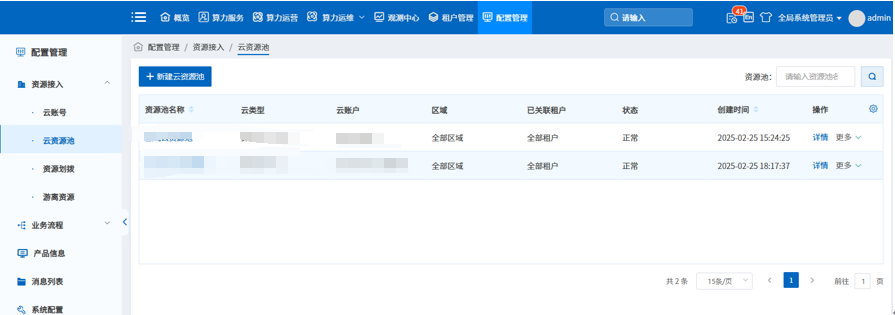 概览 算力服务 算力运营 算力运维 观测中心 租户管理 配置管理 请输入 41 En 全局系统管理员 admin
配置管理
配置管理 / 资源接入 / 云资源池
资源接入
云账号
云资源池
资源划拨
游离资源
业务流程
产品信息
消息列表
系统配置
+ 新建云资源池 资源池: 请输入资源池名
资源池名称 云类型 云账户 区域 已关联租户 状态 创建时间 操作
全部区域 全部租户 正常 2025-02-25 15:24:25 详情 更多
全部区域 全部租户 正常 2025-02-25 18:17:37 详情 更多
共 2 条 15条/页 1 前往 1 页